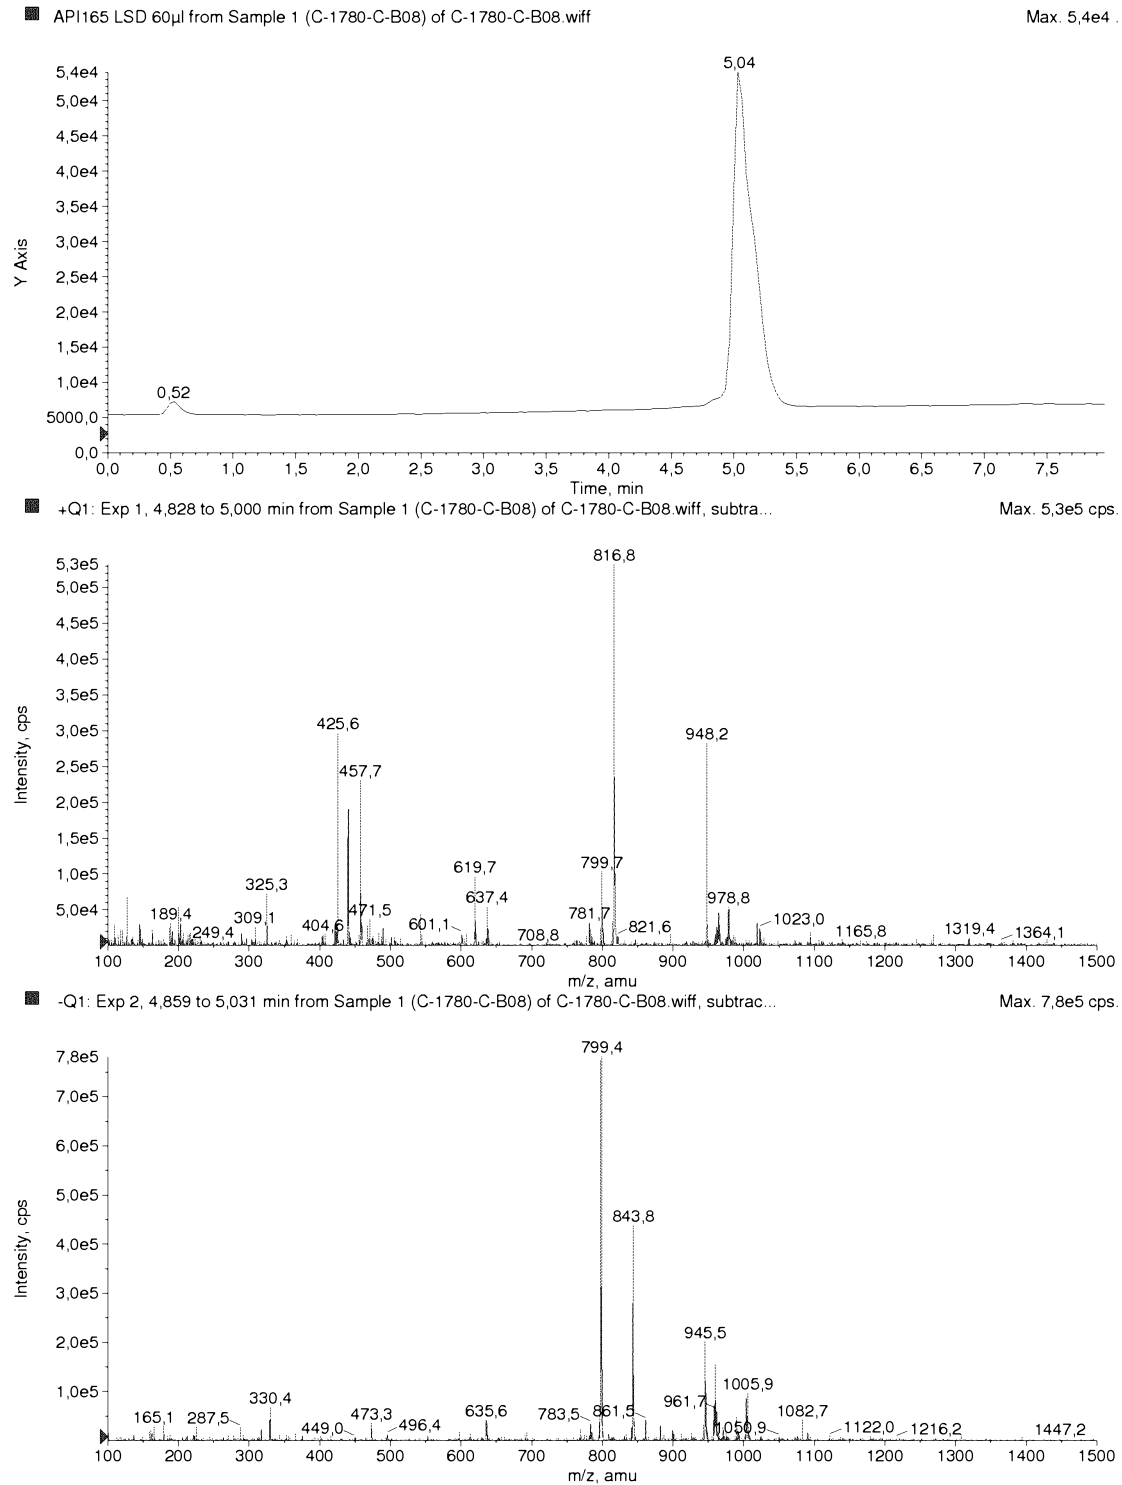 API165 LSD 60µl from Sample 1 (C-1780-C-B08) of C-1780-C-B08.wiff Max. 5,4e4 .
5,04
5,4e4
5,0e4
4,5e4
4,0e4
3,5e4
3,0e4
2,5e4
2,0e4
1,5e4
1,0e4
5000,0
0,0
Y Axis
0,52
0,0 0,5 1,0 1,5 2,0 2,5 3,0 3,5 4,0 4,5 5,0 5,5 6,0 6,5 7,0 7,5
Time, min
+Q1: Exp 1, 4,828 to 5,000 min from Sample 1 (C-1780-C-B08) of C-1780-C-B08.wiff, subtra... Max. 5,3e5 cps.
816,8
5,3e5
5,0e5
4,5e5
4,0e5
3,5e5
3,0e5
2,5e5
2,0e5
1,5e5
1,0e5
5,0e4
Intensity, cps
425,6
948,2
457,7
799,7
619,7
325,3
637,4
978,8
189,4 309,1 471,5 781,7
249,4 404,6 601,1 708,8 821,6 1023,0 1165,8 1319,4 1364,1
100 200 300 400 500 600 700 800 900 1000 1100 1200 1300 1400 1500
m/z, amu
-Q1: Exp 2, 4,859 to 5,031 min from Sample 1 (C-1780-C-B08) of C-1780-C-B08.wiff, subtrac... Max. 7,8e5 cps.
799,4
7,8e5
7,0e5
6,0e5
5,0e5
4,0e5
3,0e5
2,0e5
1,0e5
Intensity, cps
843,8
945,5
1005,9
330,4 961,7
165,1 287,5 473,3 635,6 783,5 861,5 1082,7
449,0 496,4 1050,9 1122,0 1216,2 1447,2
100 200 300 400 500 600 700 800 900 1000 1100 1200 1300 1400 1500
m/z, amu